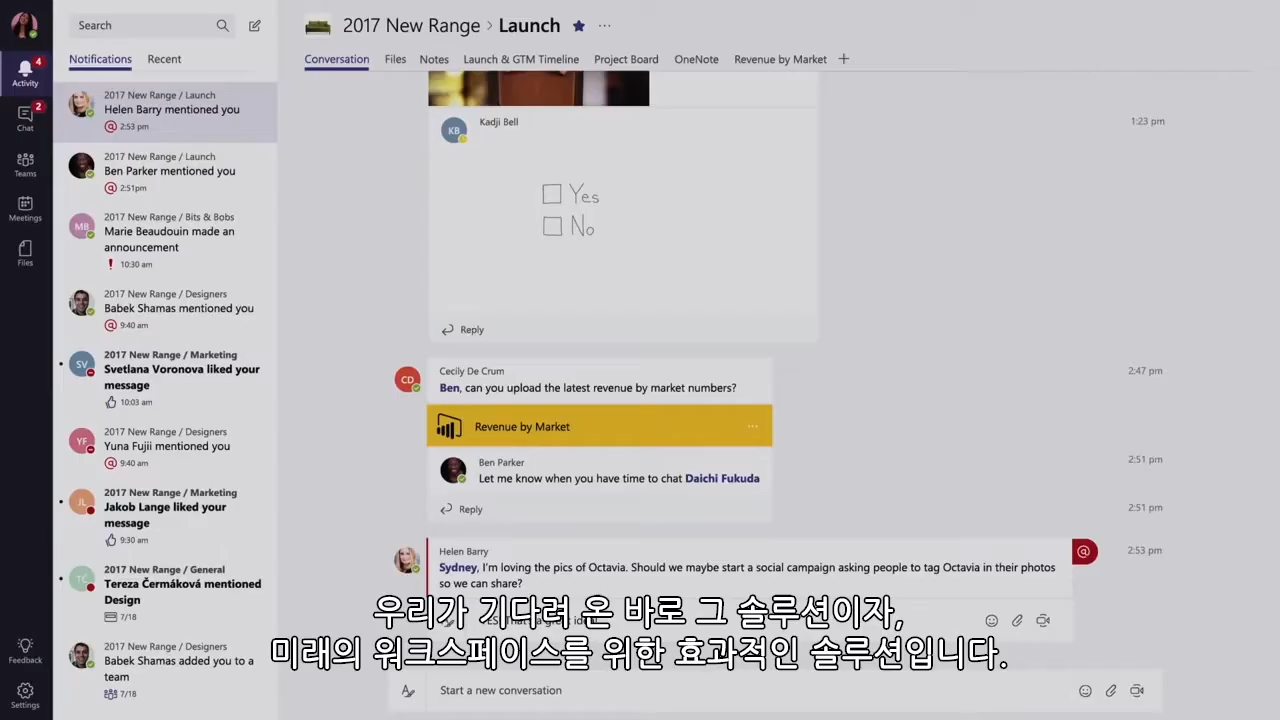 Search
Notifications
Recent
2017 New Range / Launch
Helen Barry mentioned you
2:53 pm
2017 New Range / Launch
Ben Parker mentioned you
2:51pm
MB
2017 New Range / Bits & Bobs
Marie Beaudouin made an
announcement
10:30 am
2017 New Range / Designers
Babek Shamas mentioned you
9:40 am
SV
2017 New Range / Marketing
Svetlana Voronova liked your
message
10:03 am
YF
2017 New Range / Designers
Yuna Fujii mentioned you
9:40 am
JL
2017 New Range / Marketing
Jakob Lange liked your
message
9:30 am
TČ
2017 New Range / General
Tereza Čermáková mentioned
Design
7/18
2017 New Range / Designers
Babek Shamas added you to a
team
7/18
4
Activity
2
Chat
Teams
Meetings
Files
Feedback
Settings
2017 New Range > Launch
Conversation Files Notes Launch & GTM Timeline Project Board OneNote Revenue by Market +
KB
Kadji Bell
1:23 pm
Yes
No
Reply
CD
Cecily De Crum
2:47 pm
Ben, can you upload the latest revenue by market numbers?
Revenue by Market
Ben Parker
2:51 pm
Let me know when you have time to chat Daichi Fukuda
Reply
2:51 pm
Helen Barry
2:53 pm
Sydney, I'm loving the pics of Octavia. Should we maybe start a social campaign asking people to tag Octavia in their photos
so we can share?
우리가 기다려 온 바로 그 솔루션이자,
미래의 워크스페이스를 위한 효과적인 솔루션입니다.
Start a new conversation